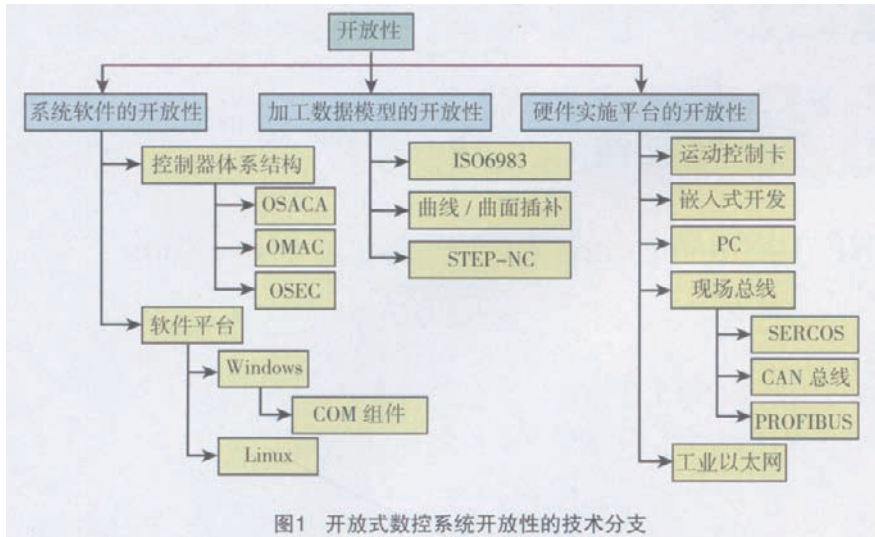 开放性
系统软件的开放性
加工数据模型的开放性
硬件实施平台的开放性
控制器体系结构
OSACA
OMAC
OSEC
软件平台
Windows
COM 组件
Linux
ISO6983
曲线 / 曲面插补
STEP-NC
运动控制卡
嵌入式开发
PC
现场总线
SERCOS
CAN 总线
PROFIBUS
工业以太网
图1 开放式数控系统开放性的技术分支